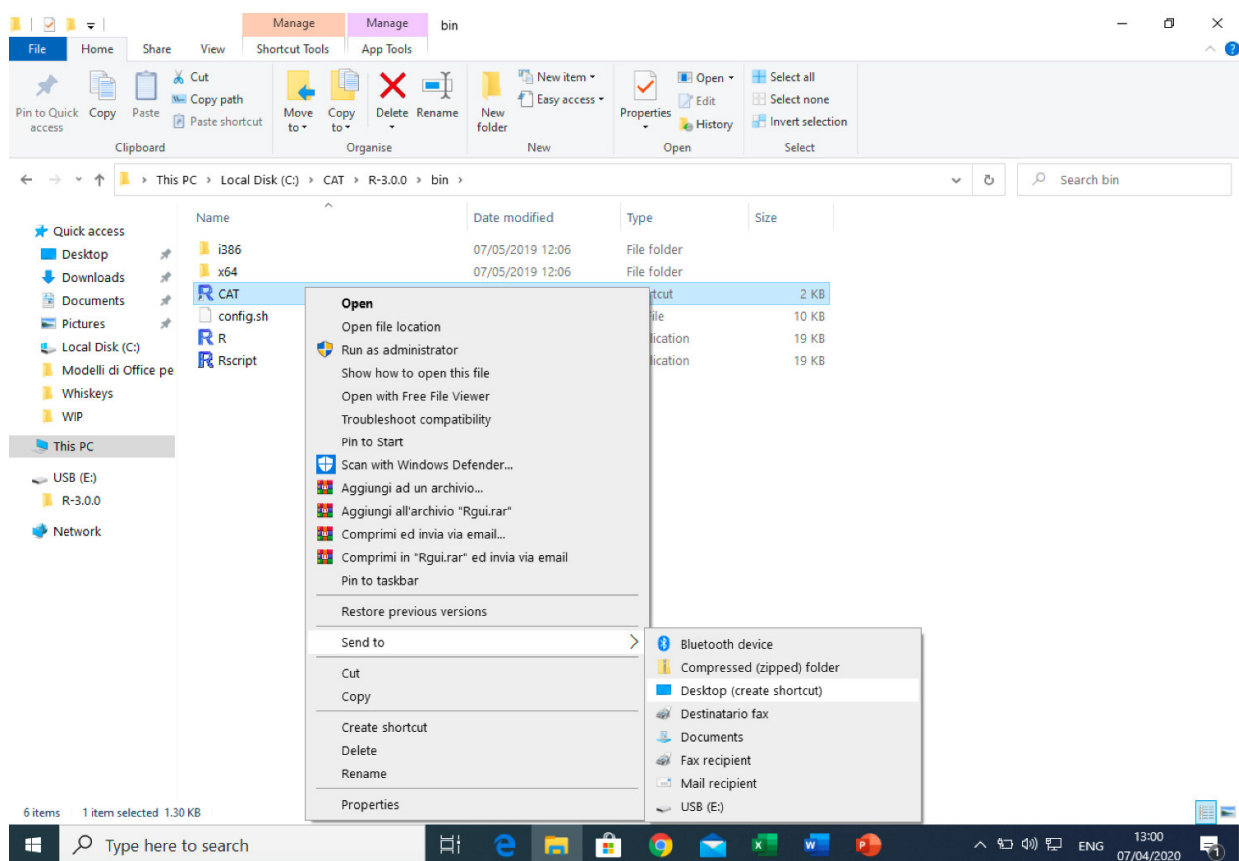 Manage Manage bin
File Home Share View Shortcut Tools App Tools
Pin to Quick access
Copy
Paste
Cut
Copy path
Paste shortcut
Clipboard
Move to
Copy to
Delete
Rename
Organise
New folder
New item
Easy access
New
Properties
Open
Edit
History
Open
Select all
Select none
Invert selection
Select
This PC > Local Disk (C:) > CAT > R-3.0.0 > bin >
Search bin
Quick access
Desktop
Downloads
Documents
Pictures
Local Disk (C:)
Modelli di Office pe
Whiskeys
WIP
This PC
USB (E:)
R-3.0.0
Network
Name Date modified Type Size
i386 07/05/2019 12:06 File folder
x64 07/05/2019 12:06 File folder
CAT rtcut 2 KB
config.sh ile 10 KB
R lication 19 KB
Rscript lication 19 KB
Open
Open file location
Run as administrator
Show how to open this file
Open with Free File Viewer
Troubleshoot compatibility
Pin to Start
Scan with Windows Defender...
Aggiungi ad un archivio...
Aggiungi all'archivio "Rgui.rar"
Comprimi ed invia via email...
Comprimi in "Rgui.rar" ed invia via email
Pin to taskbar
Restore previous versions
Send to
Cut
Copy
Create shortcut
Delete
Rename
Properties
Bluetooth device
Compressed (zipped) folder
Desktop (create shortcut)
Destinatario fax
Documents
Fax recipient
Mail recipient
USB (E:)
6 items 1 item selected 1.30 KB
Type here to search
ENG
13:00
07/04/2020